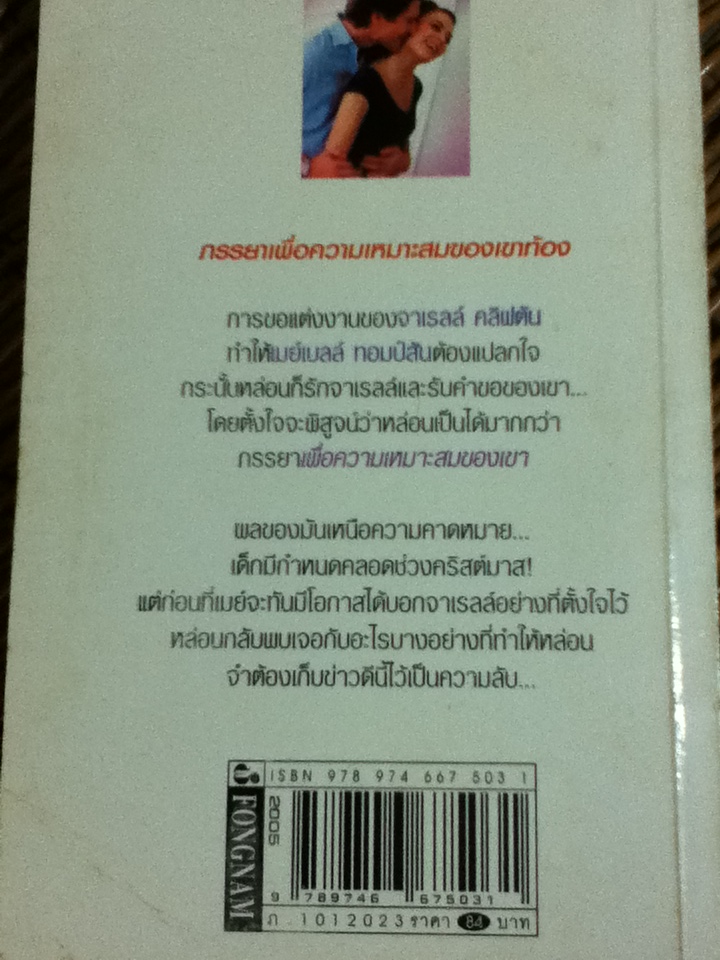 ภรรยาเพื่อความเหมาะสมของเขาท้อง
การขอแต่งงานของจาเรลล์ คลิฟตัน
ทำให้เมย์เบลล์ ทอมป์สันต้องแปลกใจ
กระนั้นหล่อนก็รักจาเรลล์และรับคำขอของเขา...
โดยตั้งใจจะพิสูจน์ว่าหล่อนเป็นได้มากกว่า
ภรรยาเพื่อความเหมาะสมของเขา
ผลของมันเหนือความคาดหมาย...
เด็กมีกำหนดคลอดช่วงคริสต์มาส!
แต่ก่อนที่เมย์จะทันมีโอกาสได้บอกจาเรลล์อย่างที่ตั้งใจไว้
หล่อนกลับพบเจอกับอะไรบางอย่างที่ทำให้หล่อน
จำต้องเก็บข่าวดีนี้ไว้เป็นความลับ...
ISBN 978 974 667 503 1
FONGNAM
2005
9 789746 675031
ภ . 1012023 ราคา 84 บาท